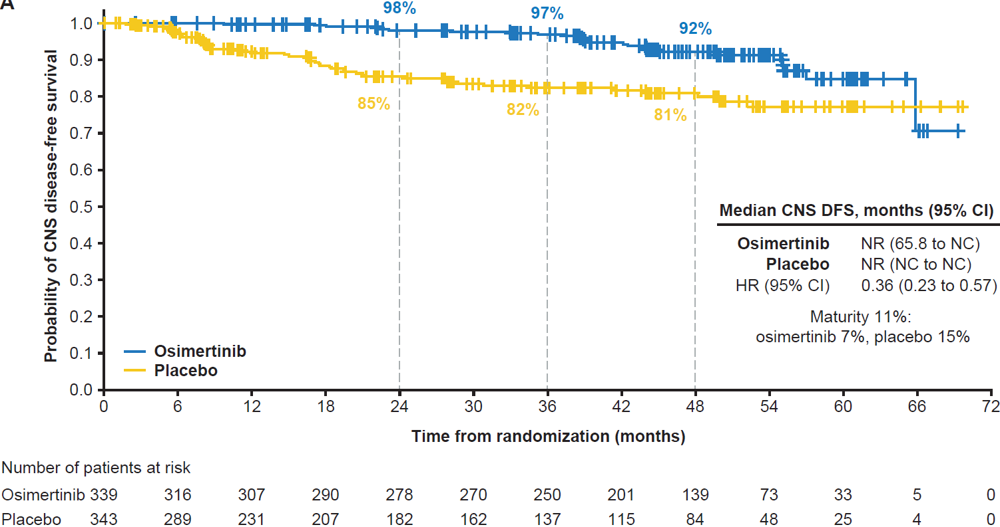 A
98%
97%
92%
85%
82%
81%
Probability of CNS disease-free survival
1.0
0.9
0.8
0.7
0.6
0.5
0.4
0.3
0.2
0.1
0.0
Median CNS DFS, months (95% CI)
Osimertinib NR (65.8 to NC)
Placebo NR (NC to NC)
HR (95% CI) 0.36 (0.23 to 0.57)
Maturity 11%:
osimertinib 7%, placebo 15%
Osimertinib
Placebo
0 6 12 18 24 30 36 42 48 54 60 66 72
Time from randomization (months)
Number of patients at risk
Osimertinib 339 316 307 290 278 270 250 201 139 73 33 5 0
Placebo 343 289 231 207 182 162 137 115 84 48 25 4 0